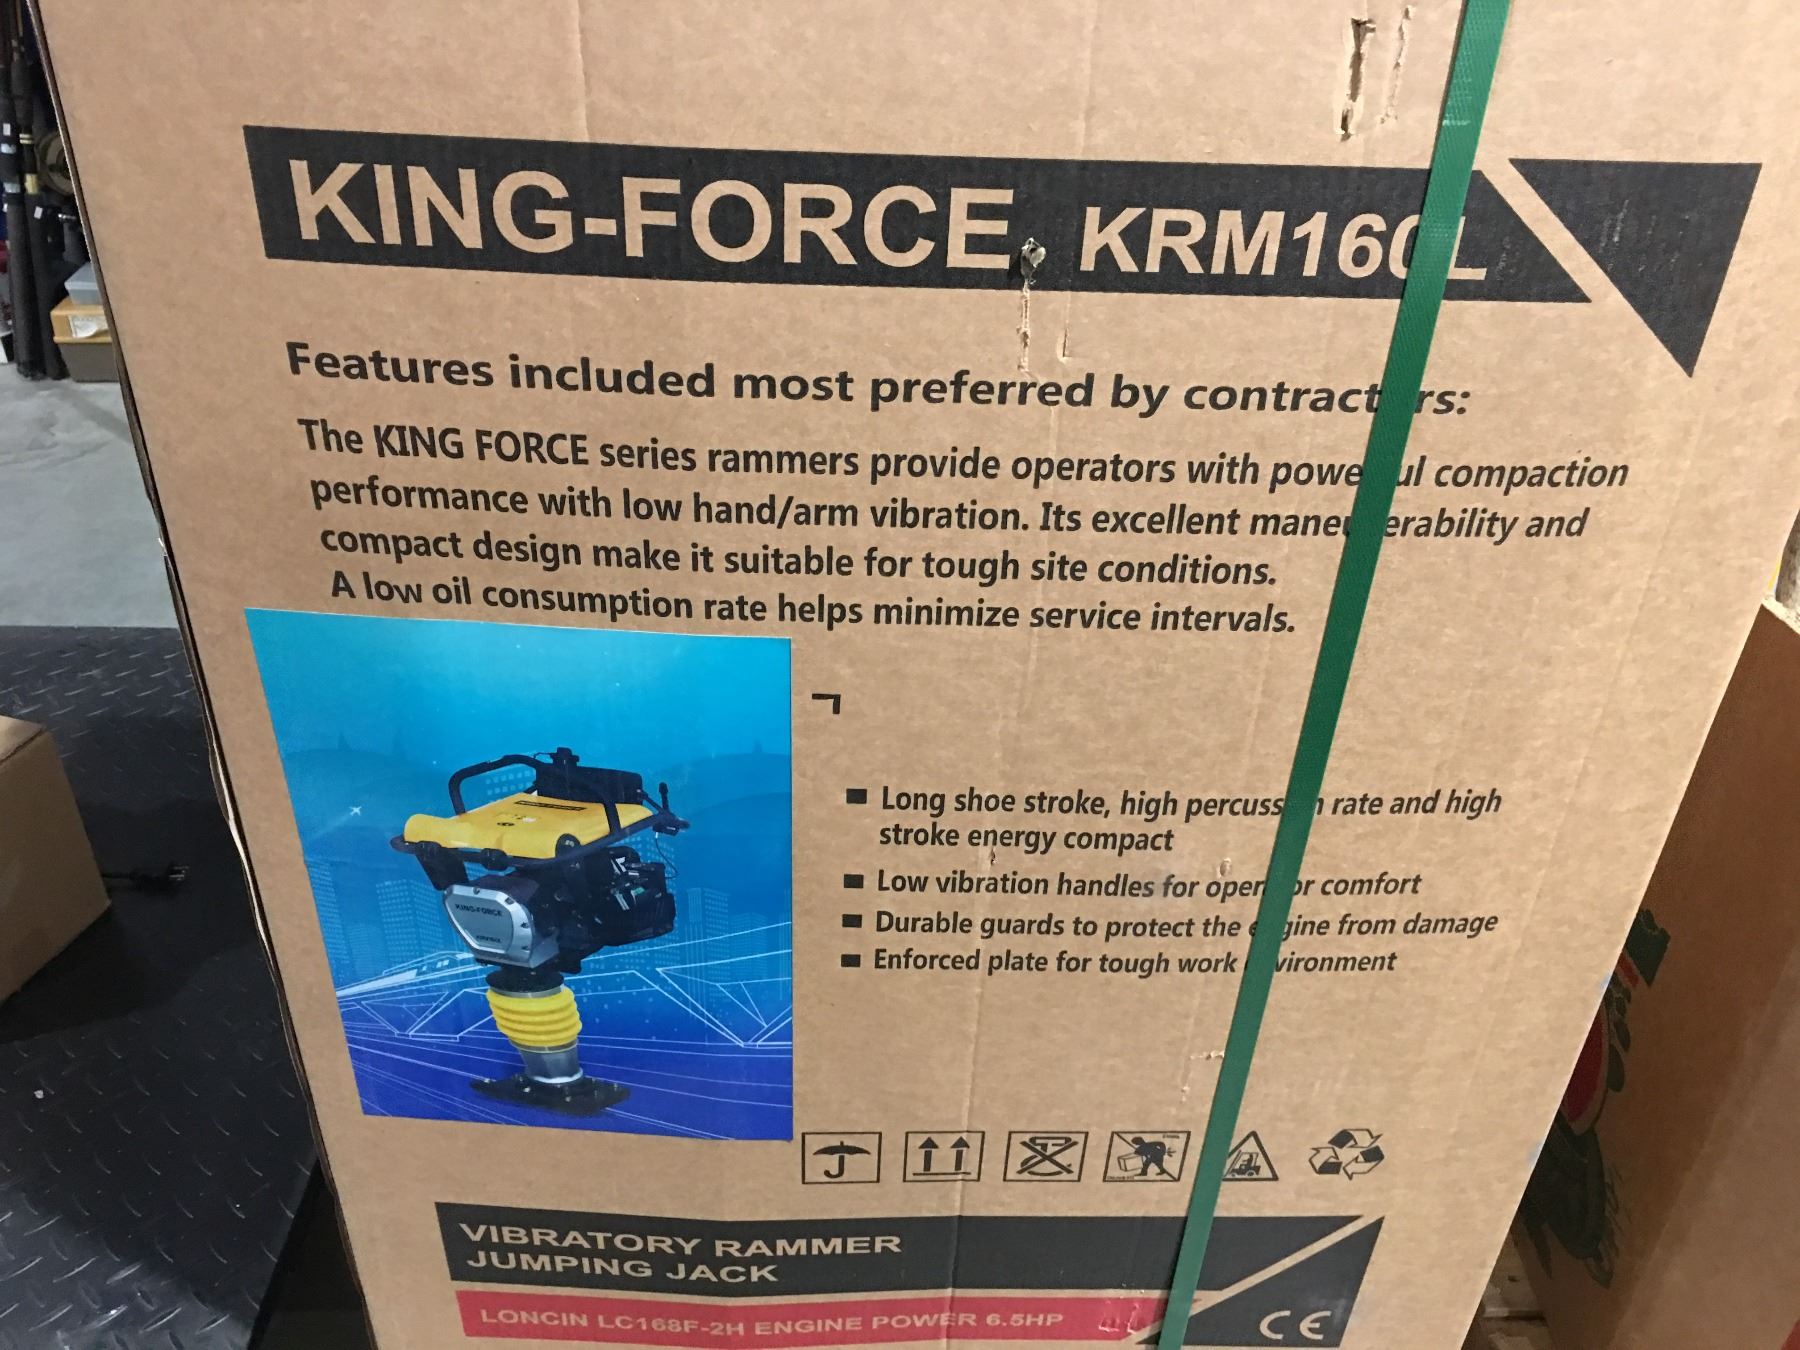 KING-FORCE KRM160L
Features included most preferred by contractors:
The KING FORCE series rammers provide operators with powerful compaction
performance with low hand/arm vibration. Its excellent maneuverability and
compact design make it suitable for tough site conditions.
A low oil consumption rate helps minimize service intervals.
KING-FORCE
Long shoe stroke, high percussion rate and high
stroke energy compact
Low vibration handles for operator comfort
Durable guards to protect the engine from damage
Enforced plate for tough work environment
VIBRATORY RAMMER
JUMPING JACK
LONCIN LC168F-2H ENGINE POWER 6.5HP
CE